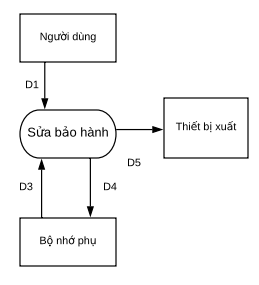 Người dùng
D1
Sửa bảo hành
Thiết bị xuất
D5
D3
D4
Bộ nhớ phụ